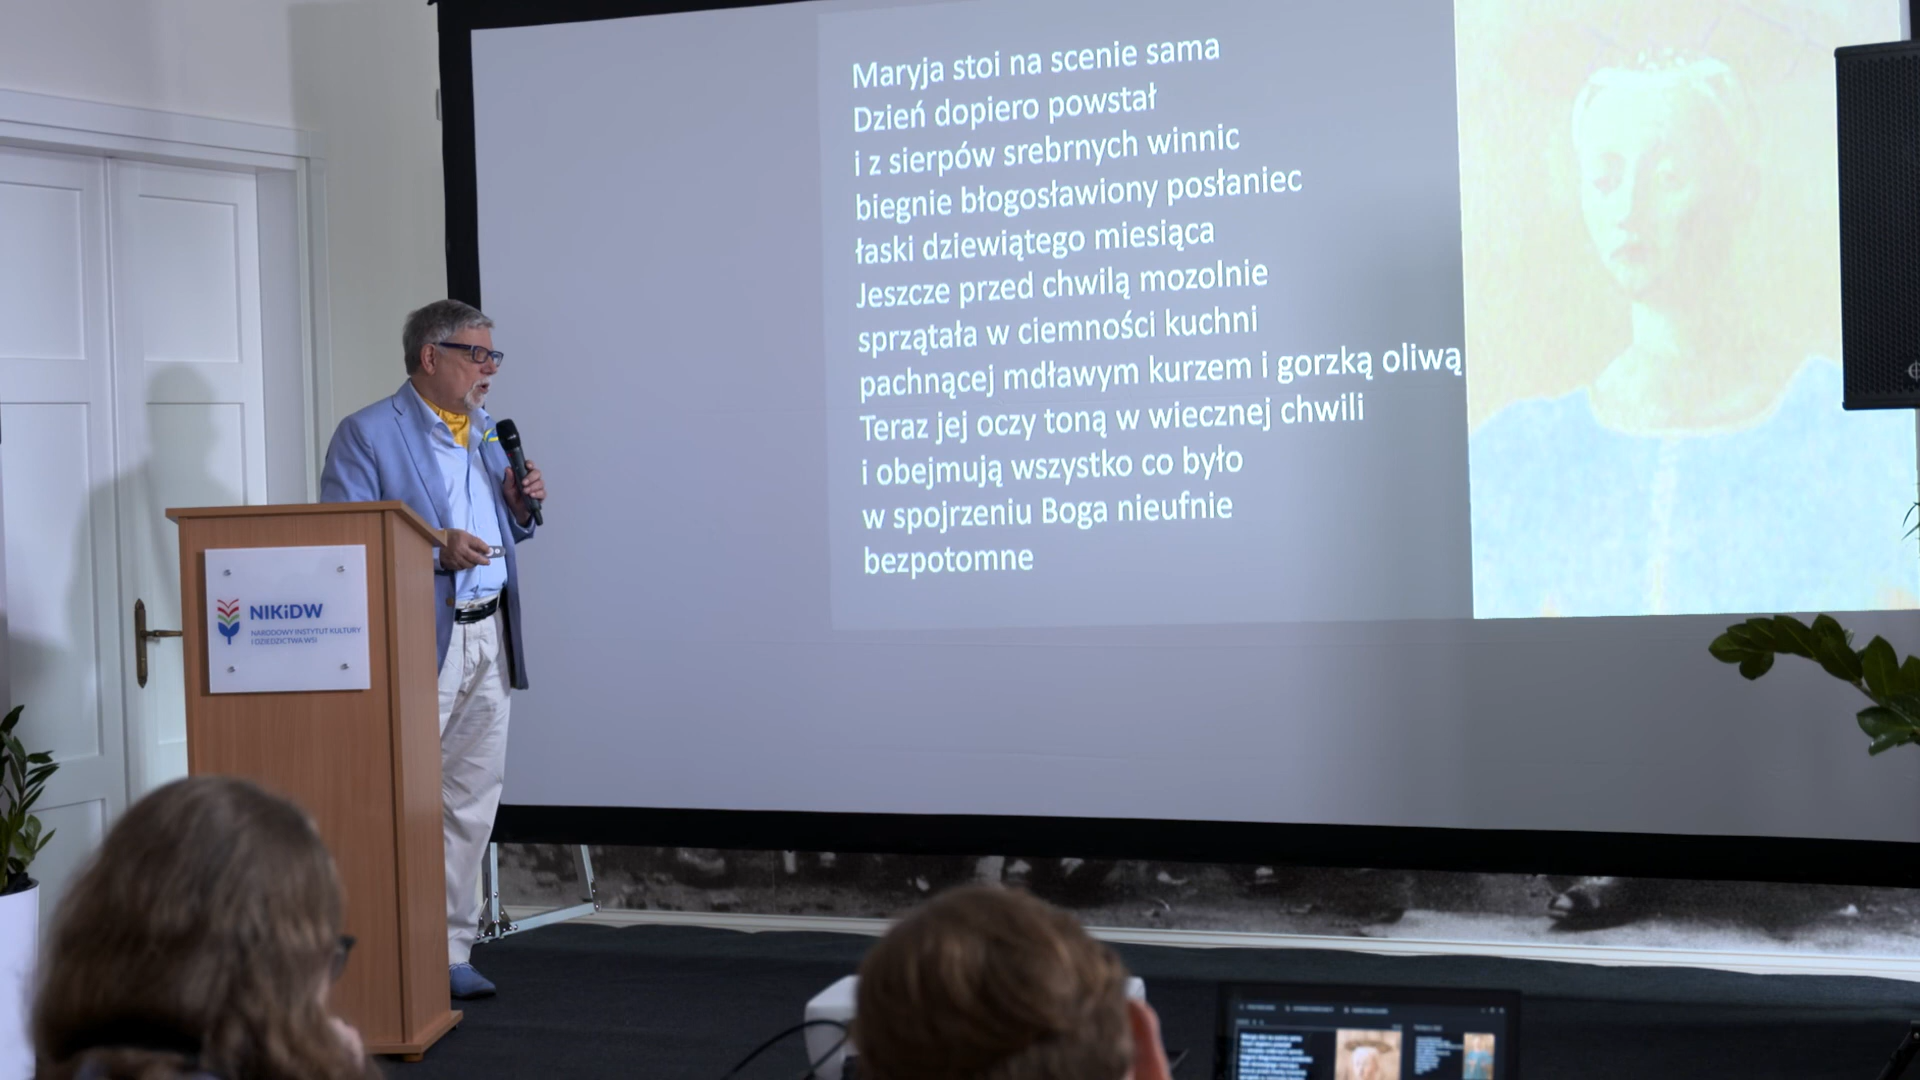 Maryja stoi na scenie sama
Dzień dopiero powstał
i z sierpów srebrnych winnic
biegnie błogosławiony posłaniec
łaski dziewiątego miesiąca
Jeszcze przed chwilą mozolnie
sprzątała w ciemności kuchni
pachnącej mdławym kurzem i gorzką oliwą
Teraz jej oczy toną w wiecznej chwili
i obejmują wszystko co było
w spojrzeniu Boga nieufnie
bezpotomne
NIKiDW
NARODOWY INSTYTUT KULTURY
I DZIEDZICTWA WSI